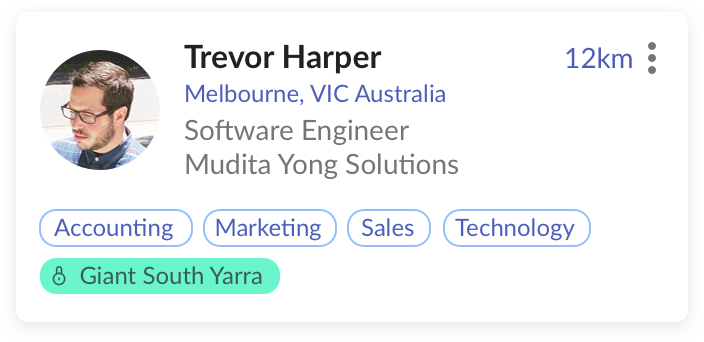 Trevor Harper 12km
Melbourne, VIC Australia
Software Engineer
Mudita Yong Solutions
Accounting Marketing Sales Technology
Giant South Yarra